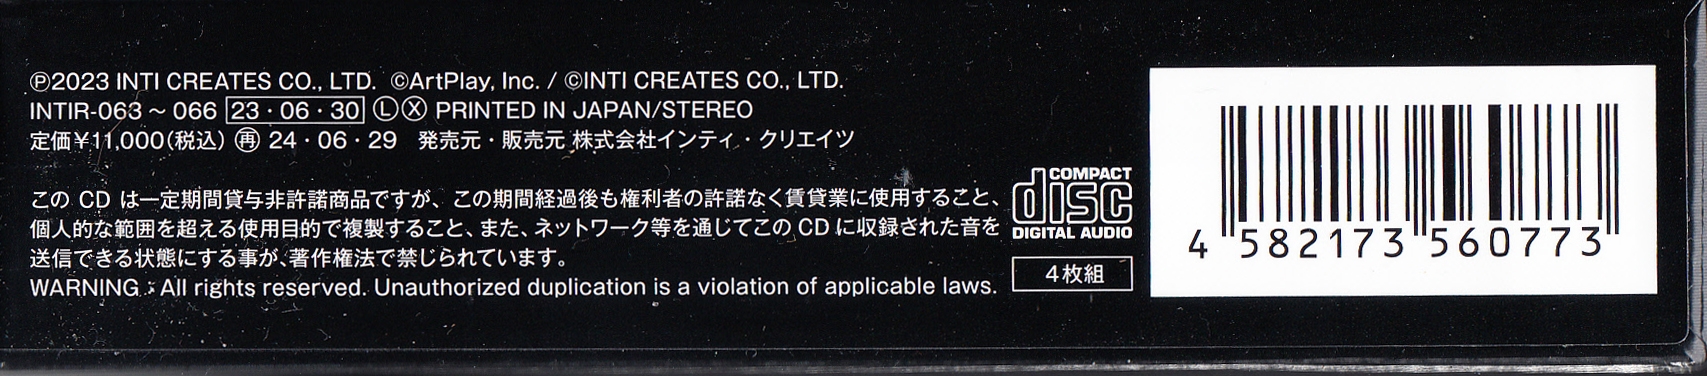 Ⓟ2023 INTI CREATES CO., LTD. ©ArtPlay, Inc. / ©INTI CREATES CO., LTD.
INTIR-063 ~ 066 23・06・30 ⓁⓍ PRINTED IN JAPAN/STEREO
定価¥11,000(税込) ㊢ 24・06・29 発売元・販売元 株式会社インティ・クリエイツ
この CD は一定期間貸与非許諾商品ですが、この期間経過後も権利者の許諾なく賃貸業に使用すること、
個人的な範囲を超える使用目的で複製すること、また、ネットワーク等を通じてこの CD に収録された音を
送信できる状態にする事が、著作権法で禁じられています。
WARNING : All rights reserved. Unauthorized duplication is a violation of applicable laws.
COMPACT
disc
DIGITAL AUDIO
4枚組
4 582173 560773